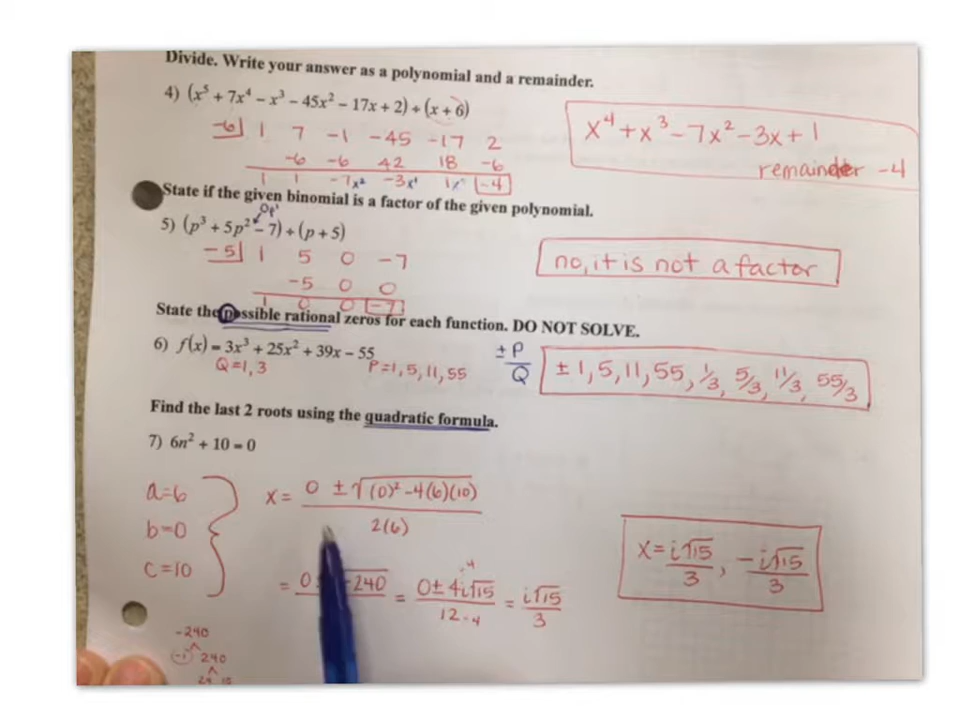 Divide. Write your answer as a polynomial and a remainder.
4) (x⁵ + 7x⁴ − x³ − 45x² − 17x + 2) ÷ (x + 6)
x⁴ + x³ − 7x² − 3x + 1
remainder −4
-6| 1 7 -1 -45 -17 2
-6 -6 42 18 -6
1 1 -7x² -3x¹ 1x° -4
State if the given binomial is a factor of the given polynomial.
0p¹
5) (p³ + 5p² − 7) ÷ (p + 5)
-5| 1 5 0 -7
-5 0 0
1 0 0 -7
no, it is not a factor
State the possible rational zeros for each function. DO NOT SOLVE.
6) f(x) = 3x³ + 25x² + 39x − 55
Q=1, 3 P=1, 5, 11, 55
±P/Q
± 1, 5, 11, 55, 1/3, 5/3, 11/3, 55/3
Find the last 2 roots using the quadratic formula.
7) 6n² + 10 = 0
a=6
b=0
c=10
x = 0 ± √(0)² -4(6)(10)
2(6)
= 0 -240 = 0 ± 4i√15 ÷4 / 12 ÷4 = i√15 / 3
x = i√15 / 3, -i√15 / 3
-240
-1 240